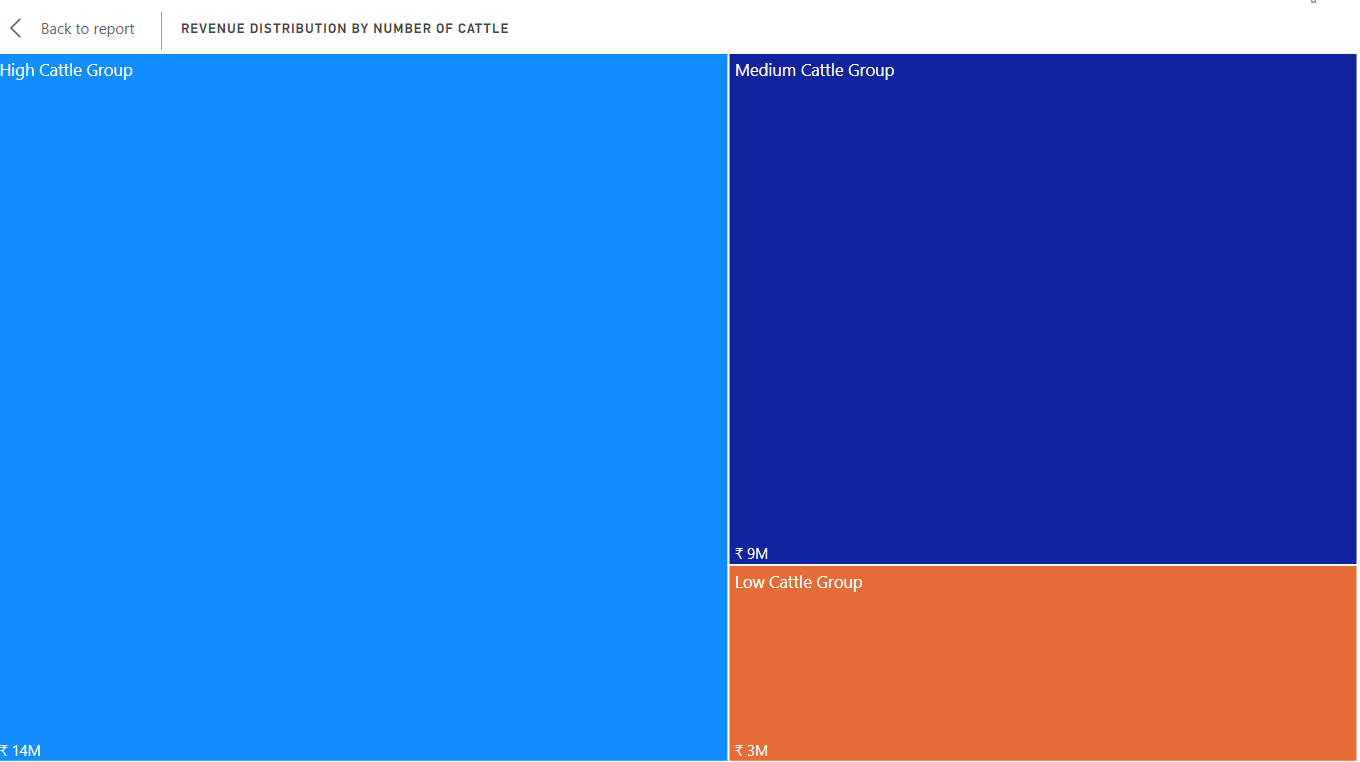 Back to report
REVENUE DISTRIBUTION BY NUMBER OF CATTLE
High Cattle Group
₹ 14M
Medium Cattle Group
₹ 9M
Low Cattle Group
₹ 3M